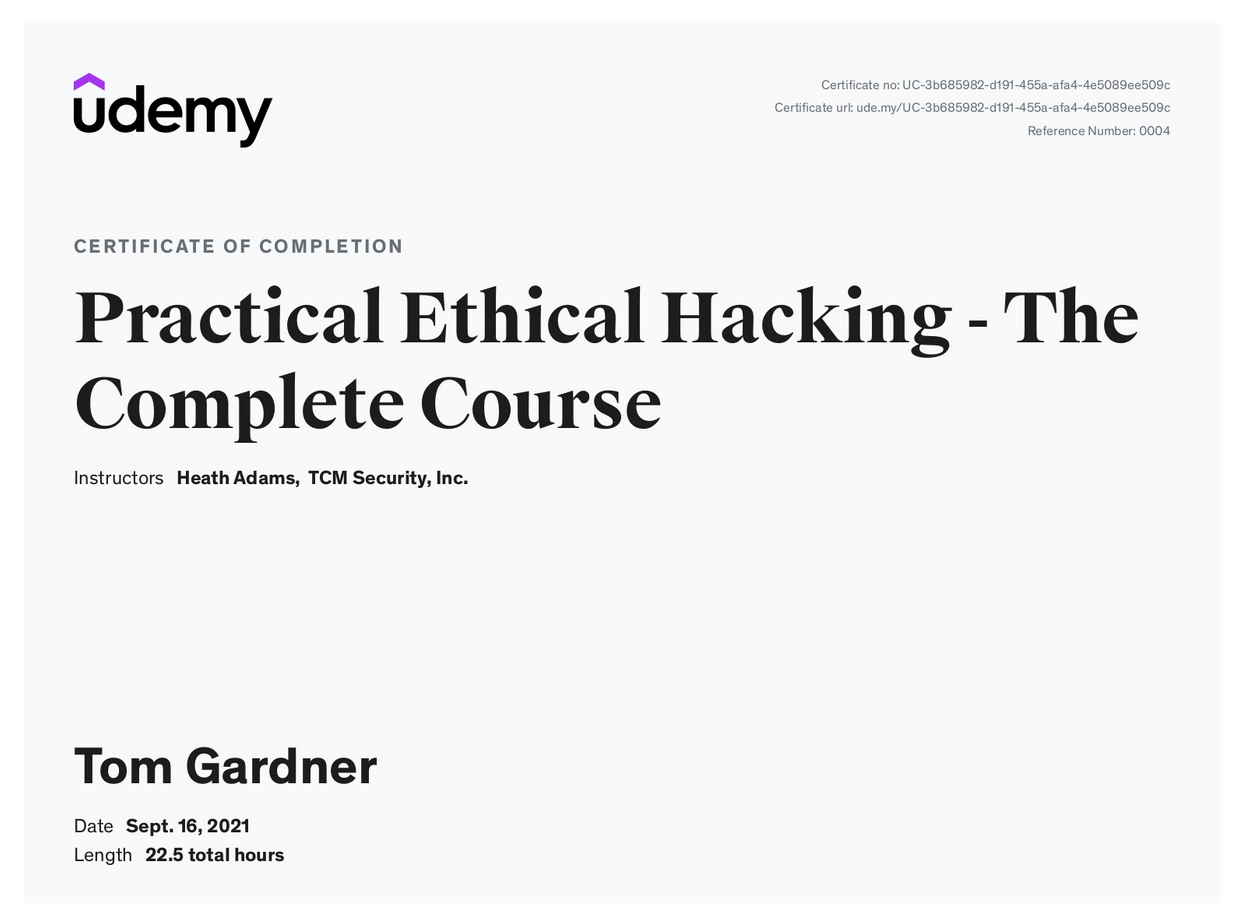 udemy
Certificate no: UC-3b685982-d191-455a-afa4-4e5089ee509c
Certificate url: ude.my/UC-3b685982-d191-455a-afa4-4e5089ee509c
Reference Number: 0004
CERTIFICATE OF COMPLETION
Practical Ethical Hacking - The
Complete Course
Instructors Heath Adams, TCM Security, Inc.
Tom Gardner
Date Sept. 16, 2021
Length 22.5 total hours